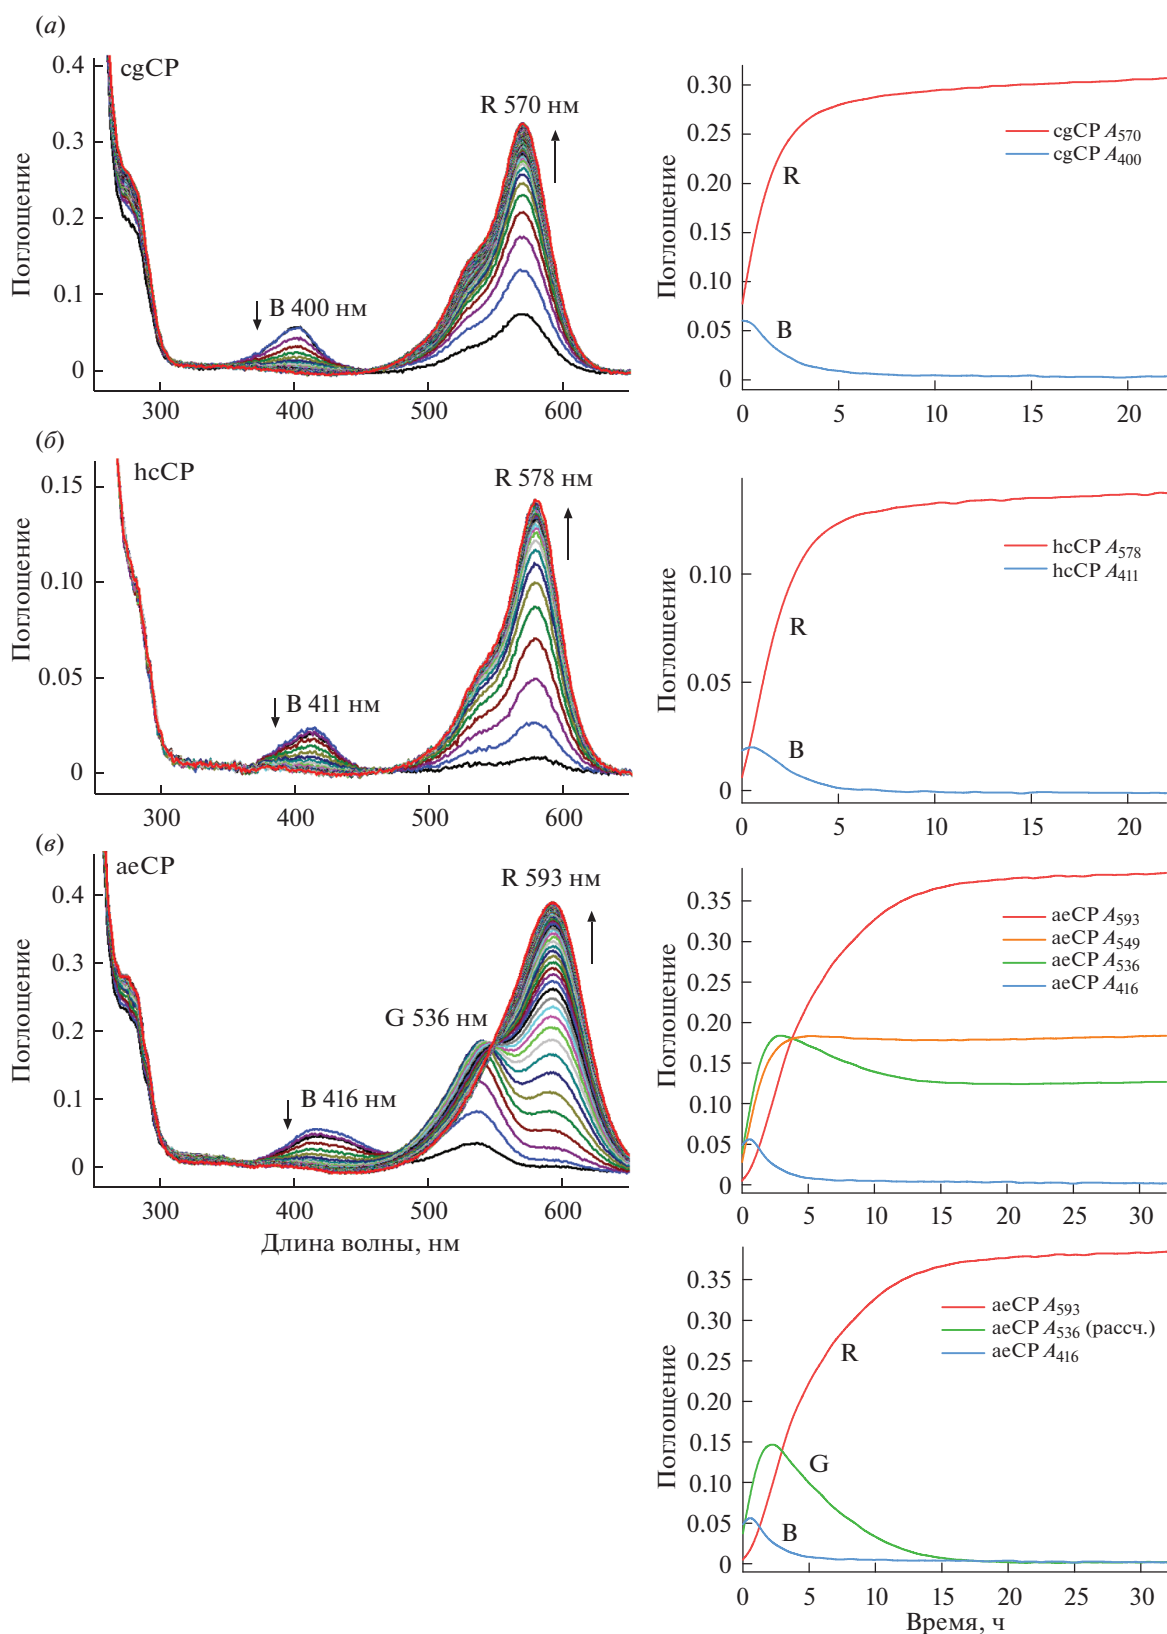 (а)
cgCP
R 570 нм
B 400 нм
Поглощение
0.4
0.3
0.2
0.1
0
300 400 500 600
Поглощение
0.30
0.25
0.20
0.15
0.10
0.05
0
0 5 10 15 20
cgCP A570
cgCP A400
R
B
(б)
hcCP
R 578 нм
B 411 нм
Поглощение
0.15
0.10
0.05
0
300 400 500 600
Поглощение
0.10
0.05
0
0 5 10 15 20
hcCP A578
hcCP A411
R
B
(в)
aeCP
R 593 нм
G 536 нм
B 416 нм
Поглощение
0.4
0.3
0.2
0.1
0
300 400 500 600
Длина волны, нм
Поглощение
0.35
0.30
0.25
0.20
0.15
0.10
0.05
0
0 5 10 15 20 25 30
aeCP A593
aeCP A549
aeCP A536
aeCP A416
Поглощение
0.35
0.30
0.25
0.20
0.15
0.10
0.05
0
0 5 10 15 20 25 30
aeCP A593
aeCP A536 (рассч.)
aeCP A416
R
G
B
Время, ч